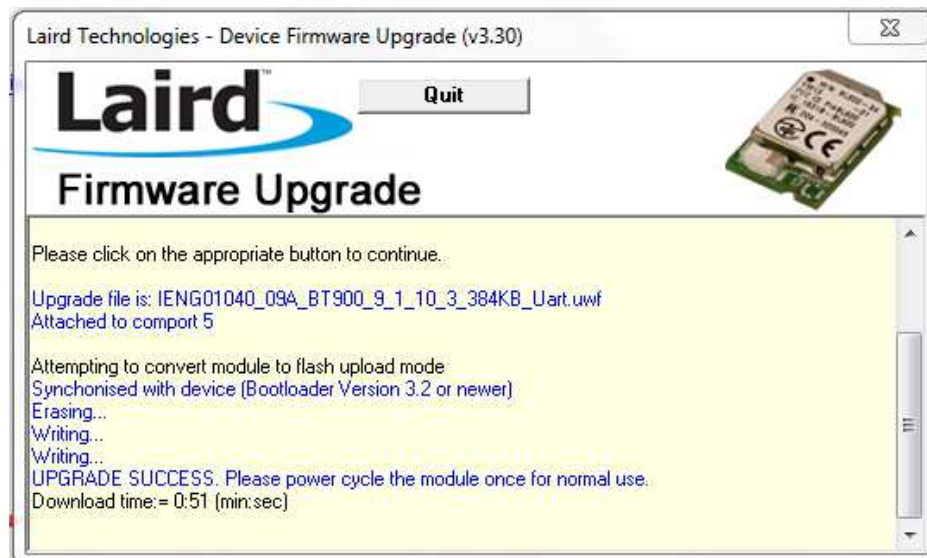 Laird Technologies - Device Firmware Upgrade (v3.30)
Laird™
Quit
Firmware Upgrade
Please click on the appropriate button to continue.
Upgrade file is: IENG01040_09A_BT900_9_1_10_3_384KB_Uart.uwf
Attached to comport 5
Attempting to convert module to flash upload mode
Synchonised with device (Bootloader Version 3.2 or newer)
Erasing...
Writing...
Writing...
UPGRADE SUCCESS. Please power cycle the module once for normal use.
Download time:= 0:51 (min:sec)